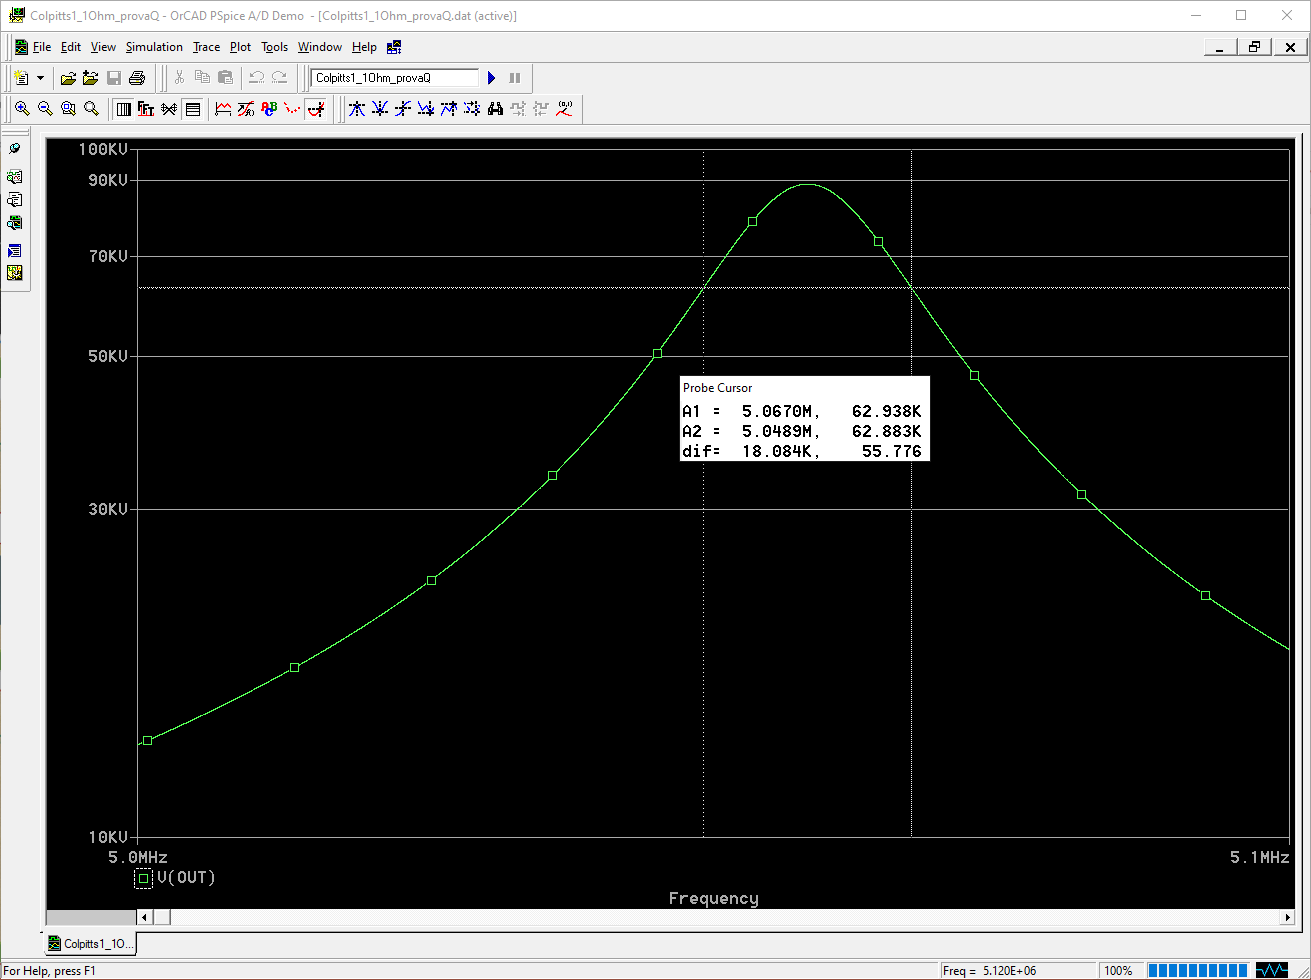 Colpitts1_1Ohm_provaQ - OrCAD PSpice A/D Demo - [Colpitts1_1Ohm_provaQ.dat (active)]
File Edit View Simulation Trace Plot Tools Window Help
Colpitts1_1Ohm_provaQ
100KV
90KV
70KV
50KV
30KV
10KV
Probe Cursor
A1 = 5.0670M, 62.938K
A2 = 5.0489M, 62.883K
dif= 18.084K, 55.776
5.0MHz 5.1MHz
V(OUT)
Frequency
Colpitts1_1O...
For Help, press F1 Freq = 5.120E+06 100%